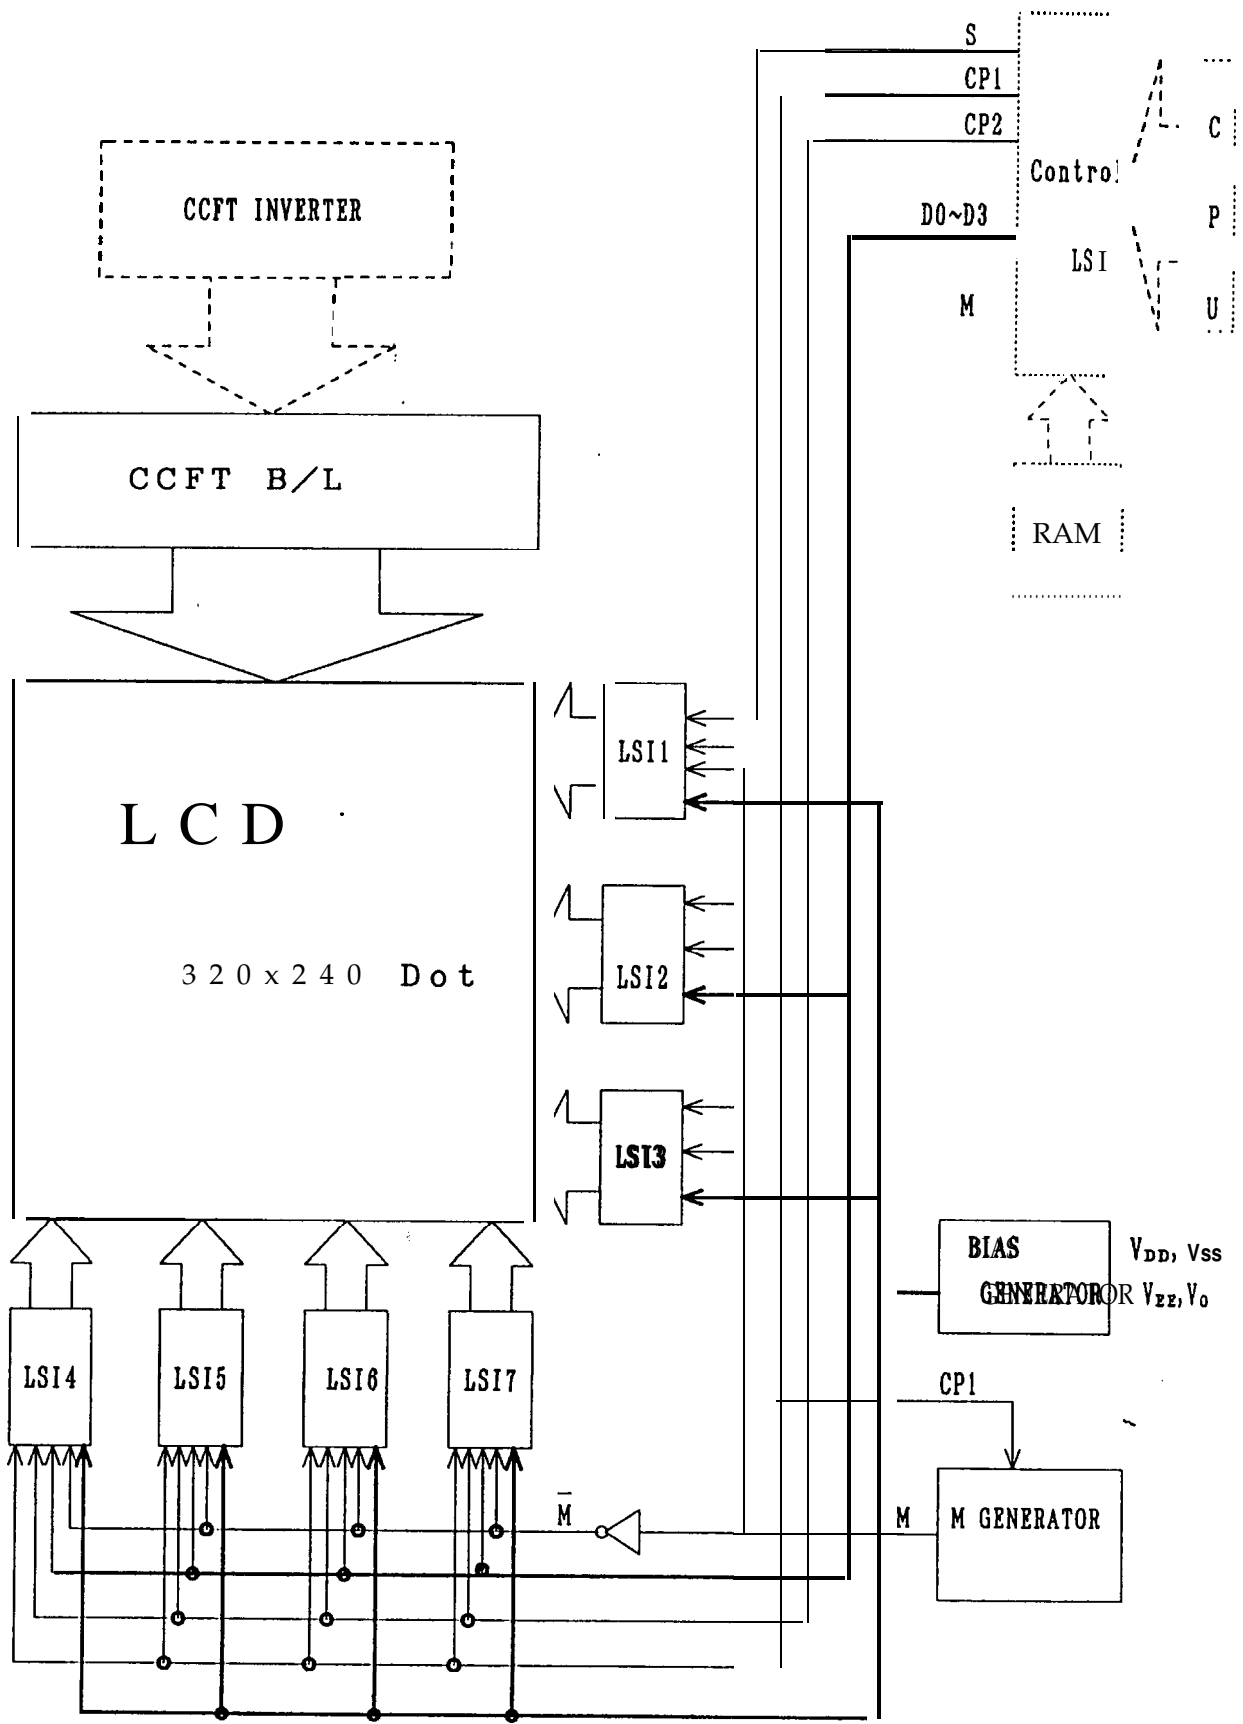 S
CP1
CP2
D0~D3
M
Control
LSI
C
P
U
RAM
CCFT INVERTER
CCFT B/L
LCD
320x240 Dot
LSI1
LSI2
LSI3
LSI4
LSI5
LSI6
LSI7
BIAS
GENERATOR
VDD, VSS
VEE, V0
CP1
M̅
M
M GENERATOR